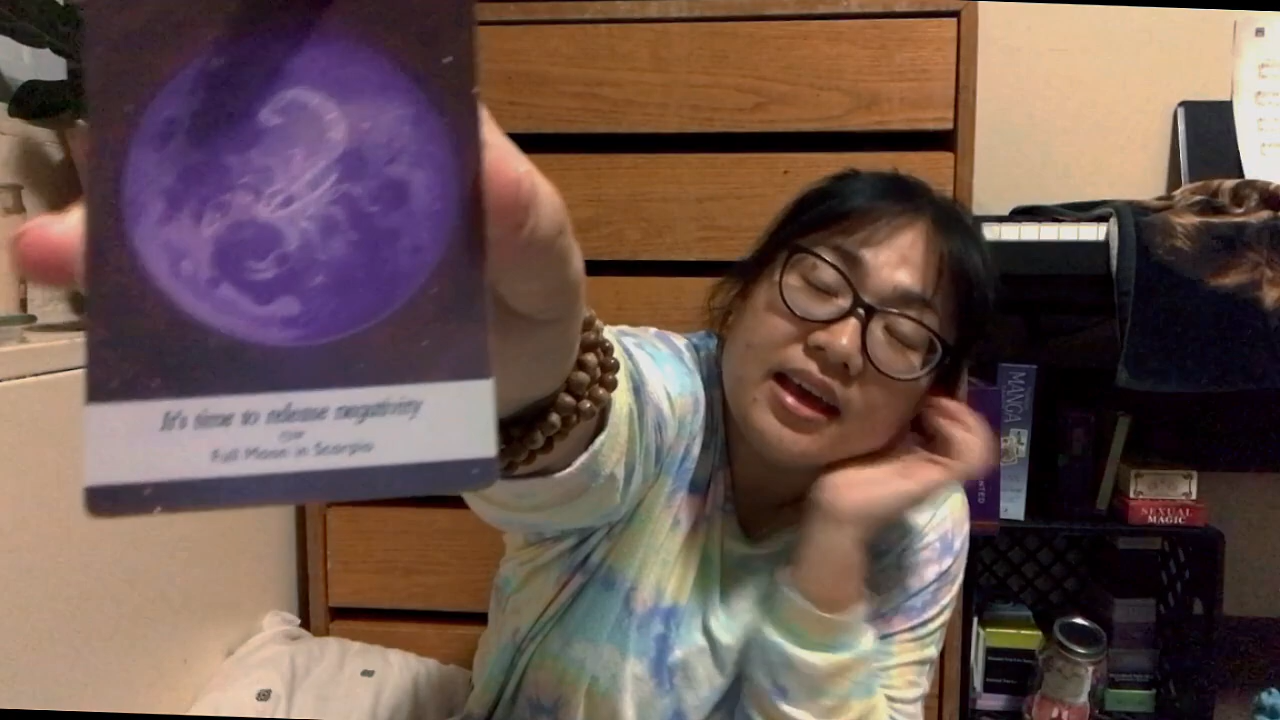 It's time to release negativity
Full Moon in Scorpio
MANGA
SEXUAL
MAGIC